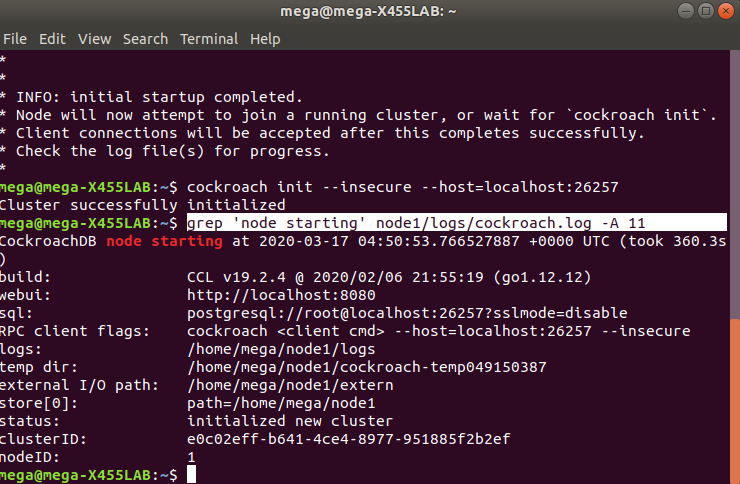 mega@mega-X455LAB: ~
File Edit View Search Terminal Help
*
*
* INFO: initial startup completed.
* Node will now attempt to join a running cluster, or wait for `cockroach init`.
* Client connections will be accepted after this completes successfully.
* Check the log file(s) for progress.
*
mega@mega-X455LAB:~$ cockroach init --insecure --host=localhost:26257
Cluster successfully initialized
mega@mega-X455LAB:~$ grep 'node starting' node1/logs/cockroach.log -A 11
CockroachDB node starting at 2020-03-17 04:50:53.766527887 +0000 UTC (took 360.3s
)
build: CCL v19.2.4 @ 2020/02/06 21:55:19 (go1.12.12)
webui: http://localhost:8080
sql: postgresql://root@localhost:26257?sslmode=disable
RPC client flags: cockroach <client cmd> --host=localhost:26257 --insecure
logs: /home/mega/node1/logs
temp dir: /home/mega/node1/cockroach-temp049150387
external I/O path: /home/mega/node1/extern
store[0]: path=/home/mega/node1
status: initialized new cluster
clusterID: e0c02eff-b641-4ce4-8977-951885f2b2ef
nodeID: 1
mega@mega-X455LAB:~$